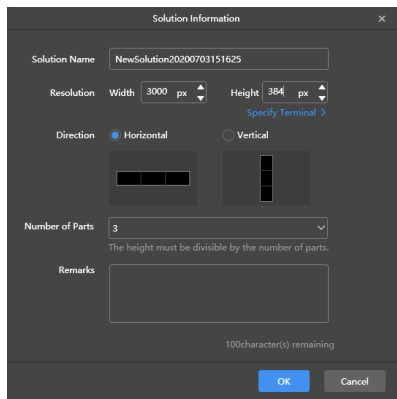 Solution Information
Solution Name NewSolution20200703151625
Resolution Width 3000 px Height 384 px
Specify Terminal >
Direction Horizontal Vertical
Number of Parts 3
The height must be divisible by the number of parts.
Remarks
100character(s) remaining
OK Cancel